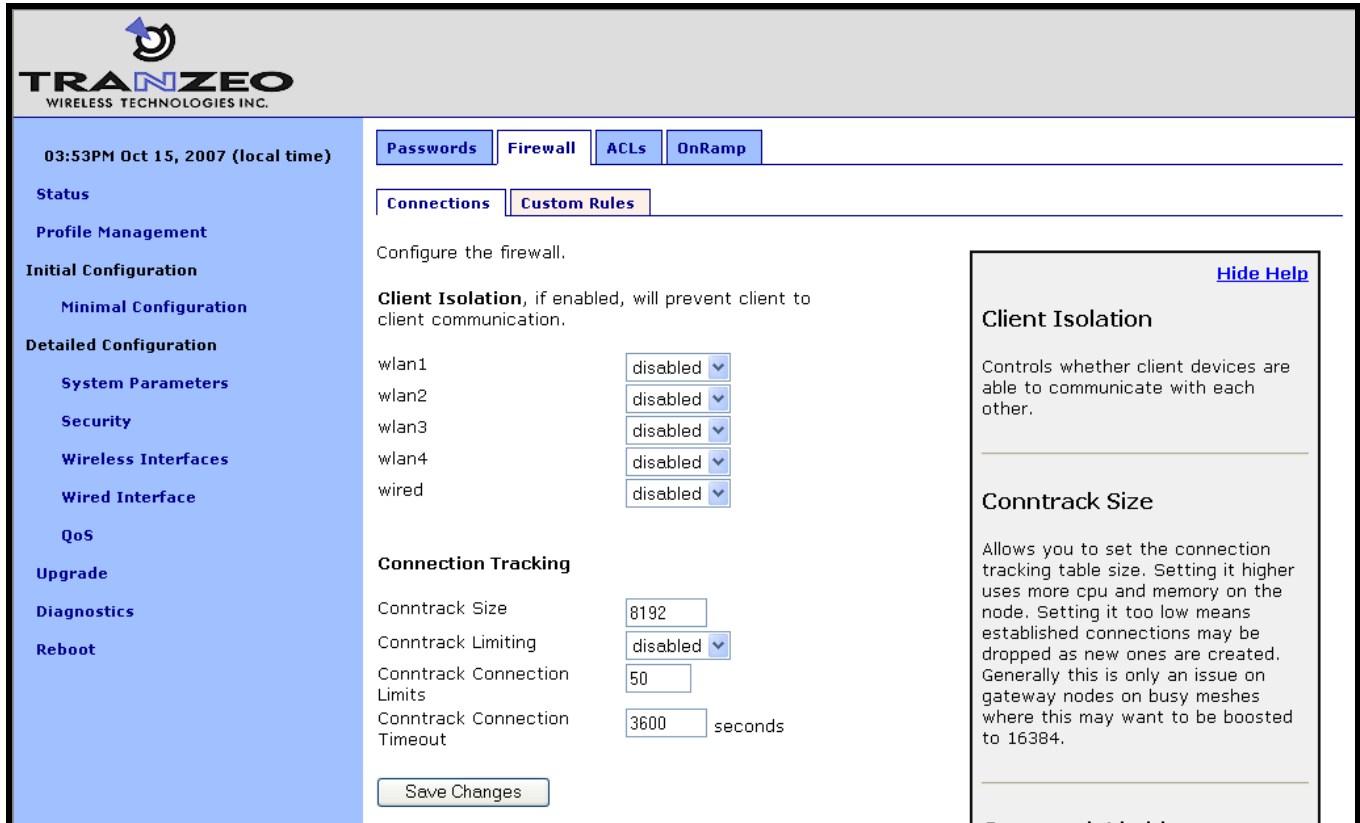 TRANZEO
WIRELESS TECHNOLOGIES INC.
03:53PM Oct 15, 2007 (local time)
Status
Profile Management
Initial Configuration
Minimal Configuration
Detailed Configuration
System Parameters
Security
Wireless Interfaces
Wired Interface
QoS
Upgrade
Diagnostics
Reboot
Passwords Firewall ACLs OnRamp
Connections Custom Rules
Configure the firewall.
Client Isolation, if enabled, will prevent client to
client communication.
wlan1 disabled
wlan2 disabled
wlan3 disabled
wlan4 disabled
wired disabled
Connection Tracking
Conntrack Size 8192
Conntrack Limiting disabled
Conntrack Connection
Limits 50
Conntrack Connection
Timeout 3600 seconds
Save Changes
Hide Help
Client Isolation
Controls whether client devices are
able to communicate with each
other.
Conntrack Size
Allows you to set the connection
tracking table size. Setting it higher
uses more cpu and memory on the
node. Setting it too low means
established connections may be
dropped as new ones are created.
Generally this is only an issue on
gateway nodes on busy meshes
where this may want to be boosted
to 16384.